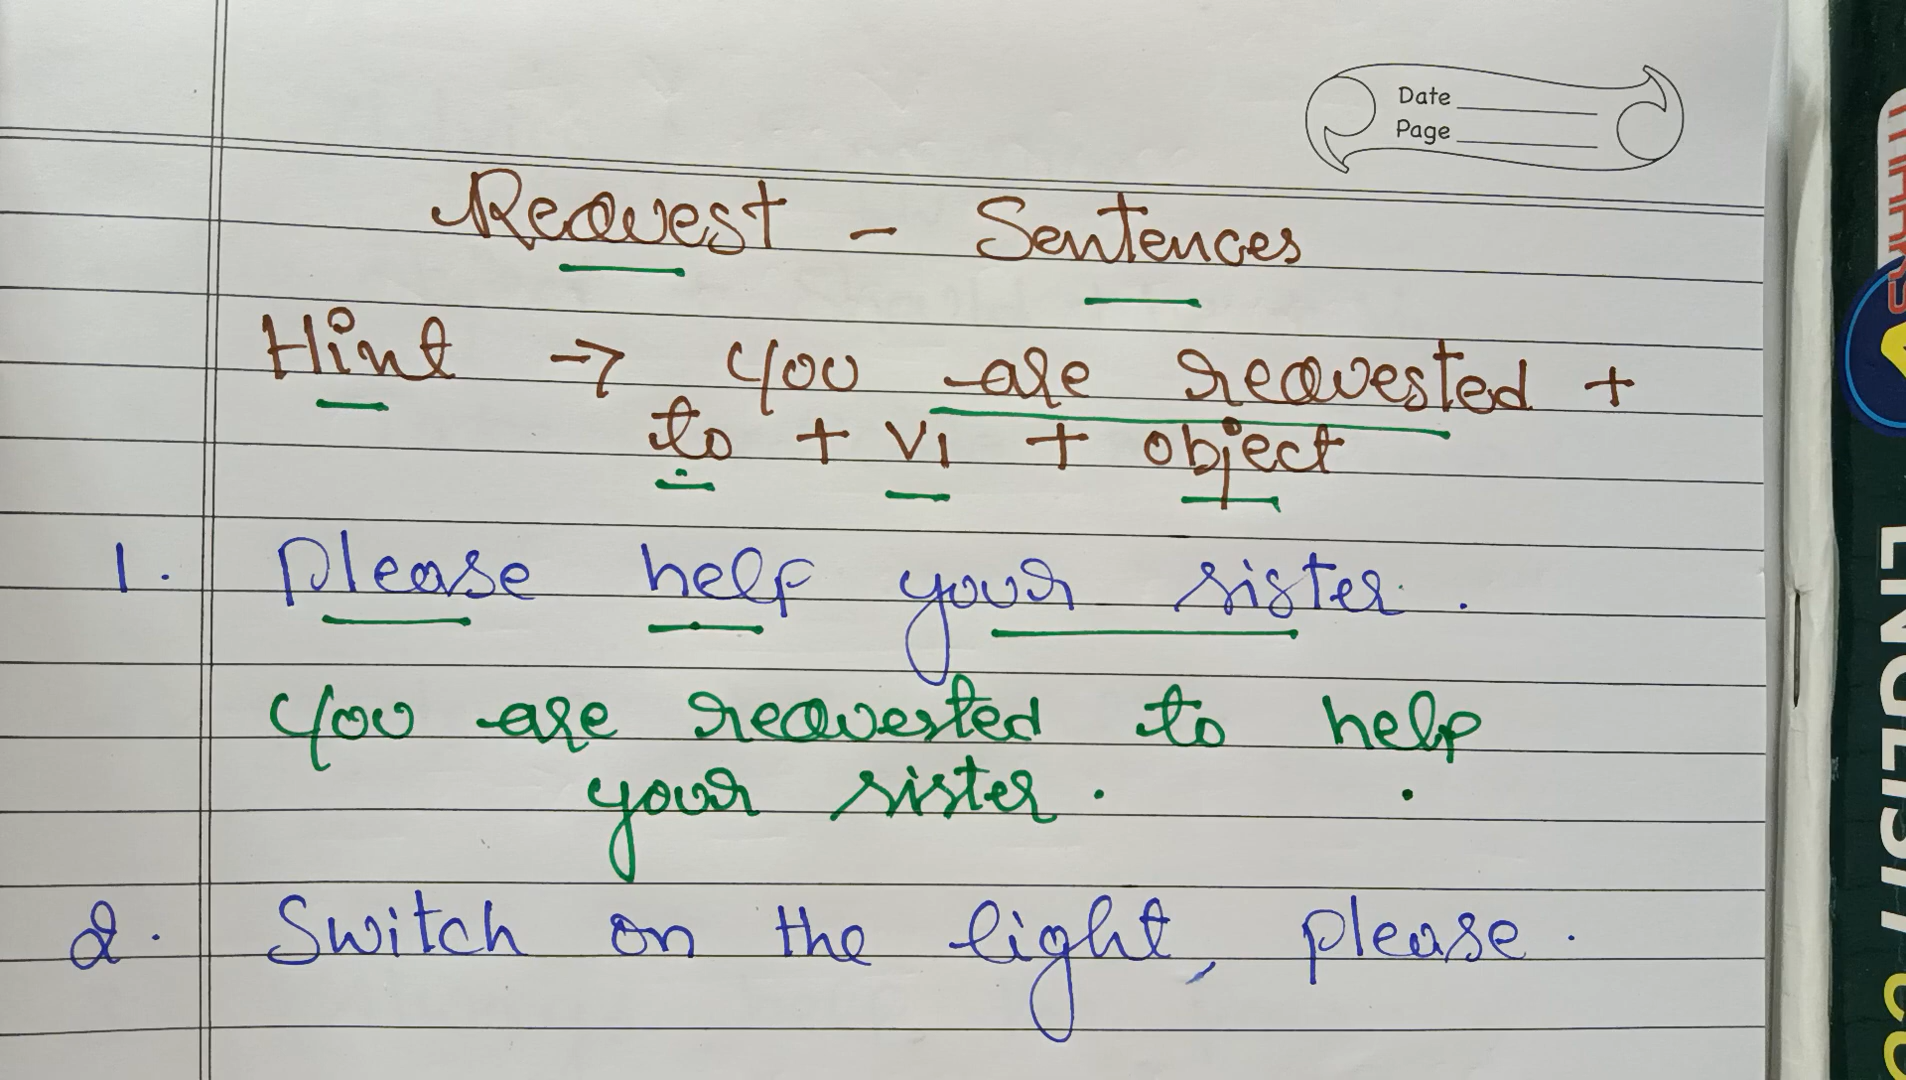 Date
Page
Request - Sentences
Hint → You are requested +
to + V1 + object
1. Please help your sister.
You are requested to help
your sister.
2. Switch on the light, please.
ENGLISH